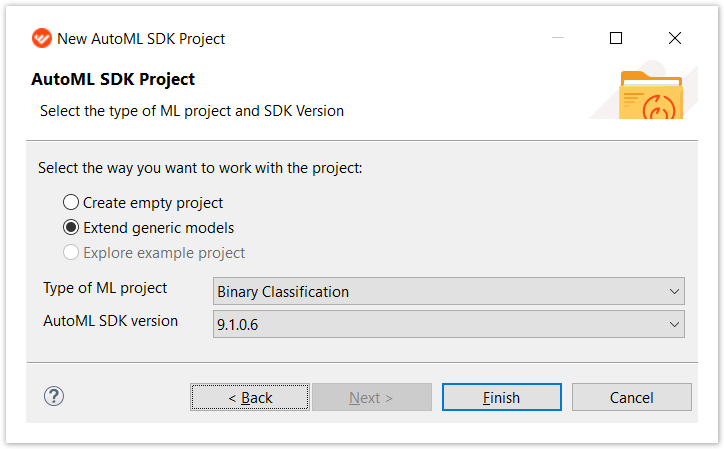 New AutoML SDK Project
AutoML SDK Project
Select the type of ML project and SDK Version
Select the way you want to work with the project:
Create empty project
Extend generic models
Explore example project
Type of ML project
Binary Classification
AutoML SDK version
9.1.0.6
?
< Back
Next >
Finish
Cancel